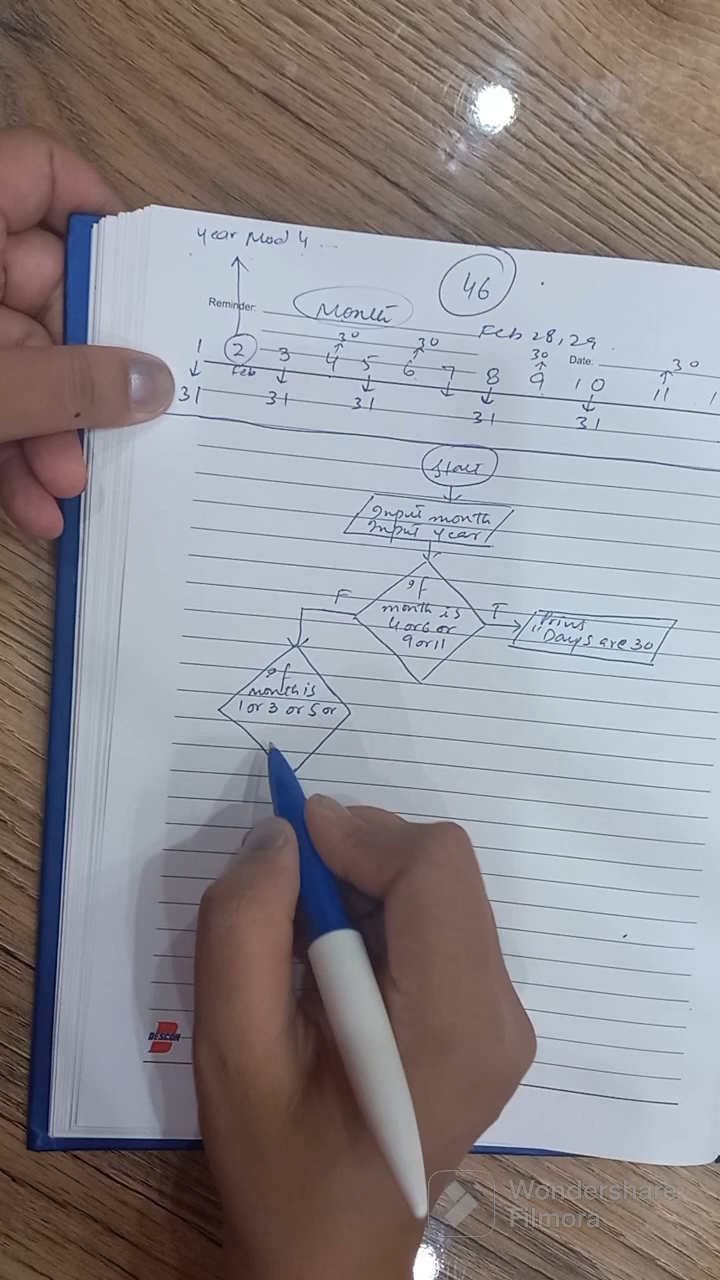 Year Mod 4 ...
46
Reminder:
Month
Feb 28, 29
Date:
30 30 30 30
1 2 3 4 5 6 7 8 9 10 11 1
Feb
31 31 31 31 31
Start
Input month
Input year
If
month is
4 or 6 or
9 or 11
F
T
Print
"Days are 30
If
month is
1 or 3 or 5 or
DESCON
Wondershare
Filmora